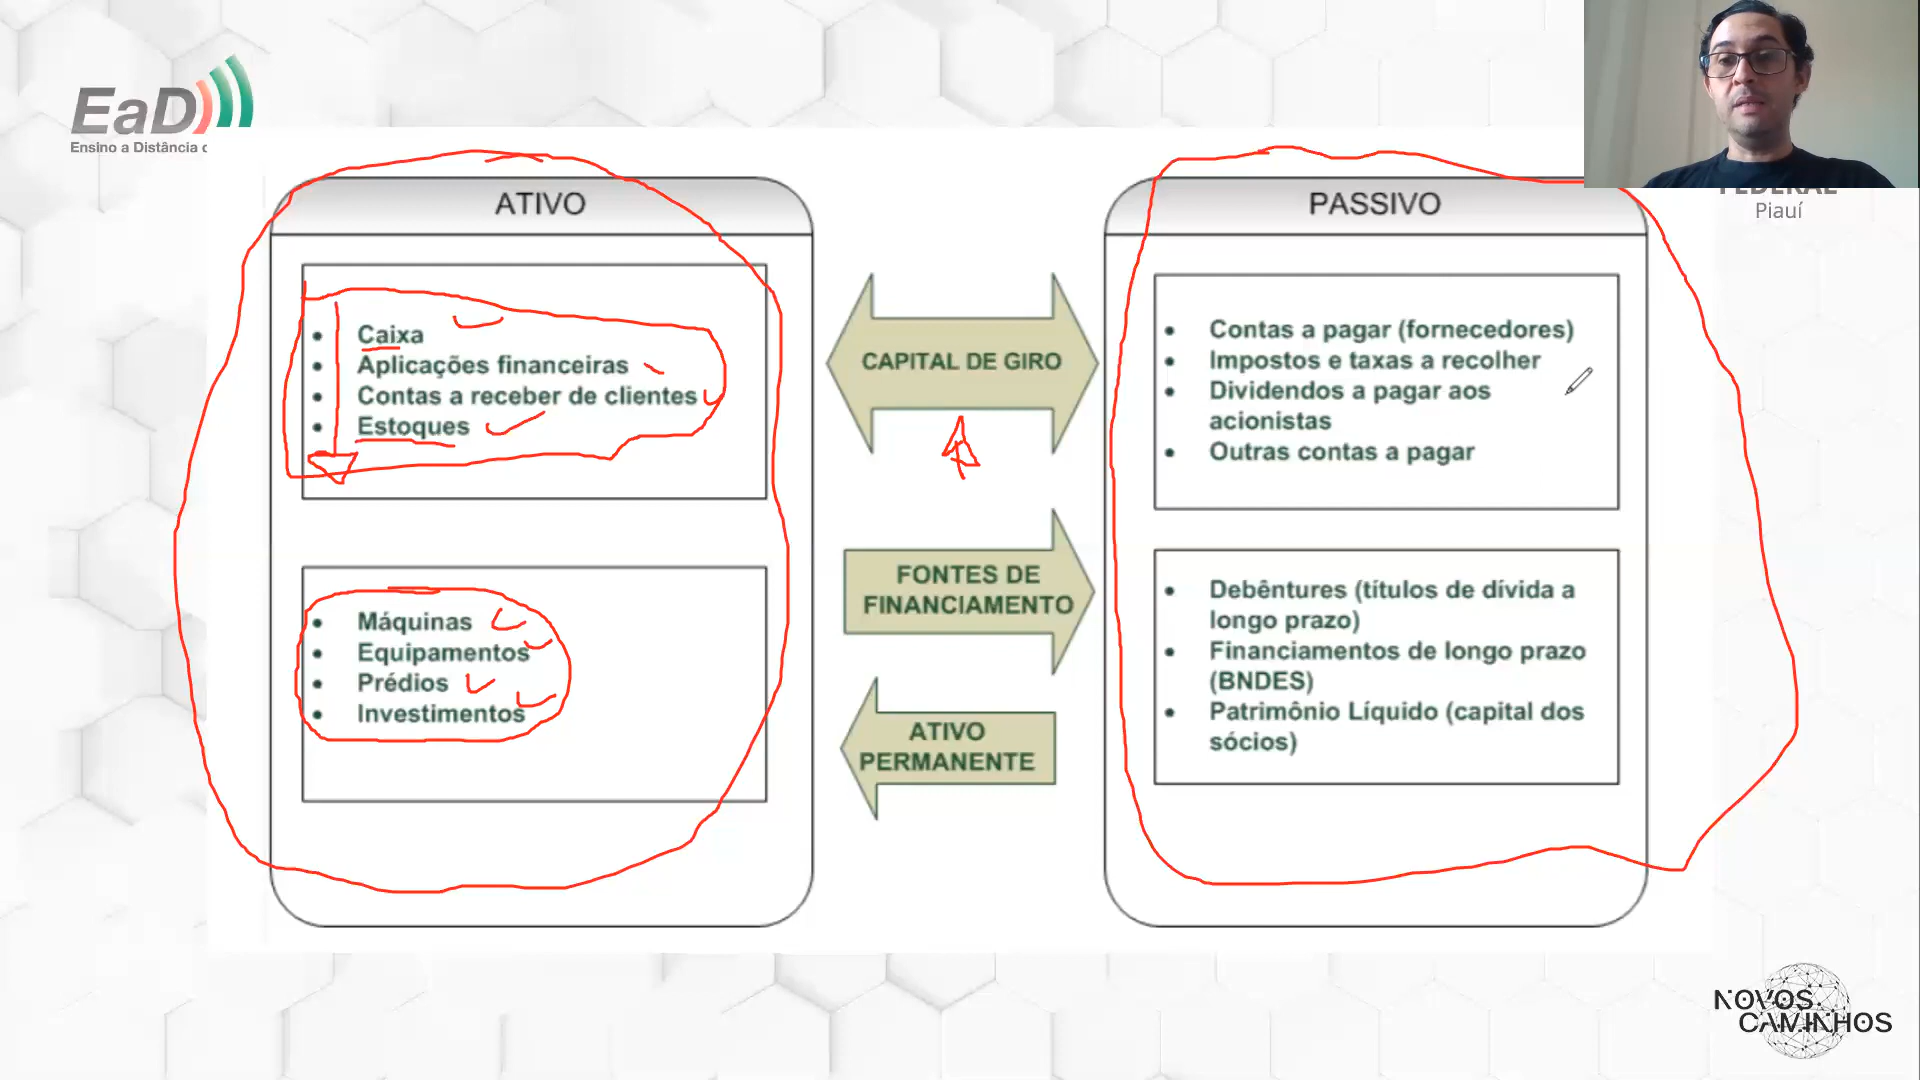 EaD
Ensino a Distância
FEDERAL
Piauí
ATIVO
• Caixa
• Aplicações financeiras
• Contas a receber de clientes
• Estoques
• Máquinas
• Equipamentos
• Prédios
• Investimentos
CAPITAL DE GIRO
FONTES DE
FINANCIAMENTO
ATIVO
PERMANENTE
PASSIVO
• Contas a pagar (fornecedores)
• Impostos e taxas a recolher
• Dividendos a pagar aos
acionistas
• Outras contas a pagar
• Debêntures (títulos de dívida a
longo prazo)
• Financiamentos de longo prazo
(BNDES)
• Patrimônio Líquido (capital dos
sócios)
NOVOS
CAMINHOS